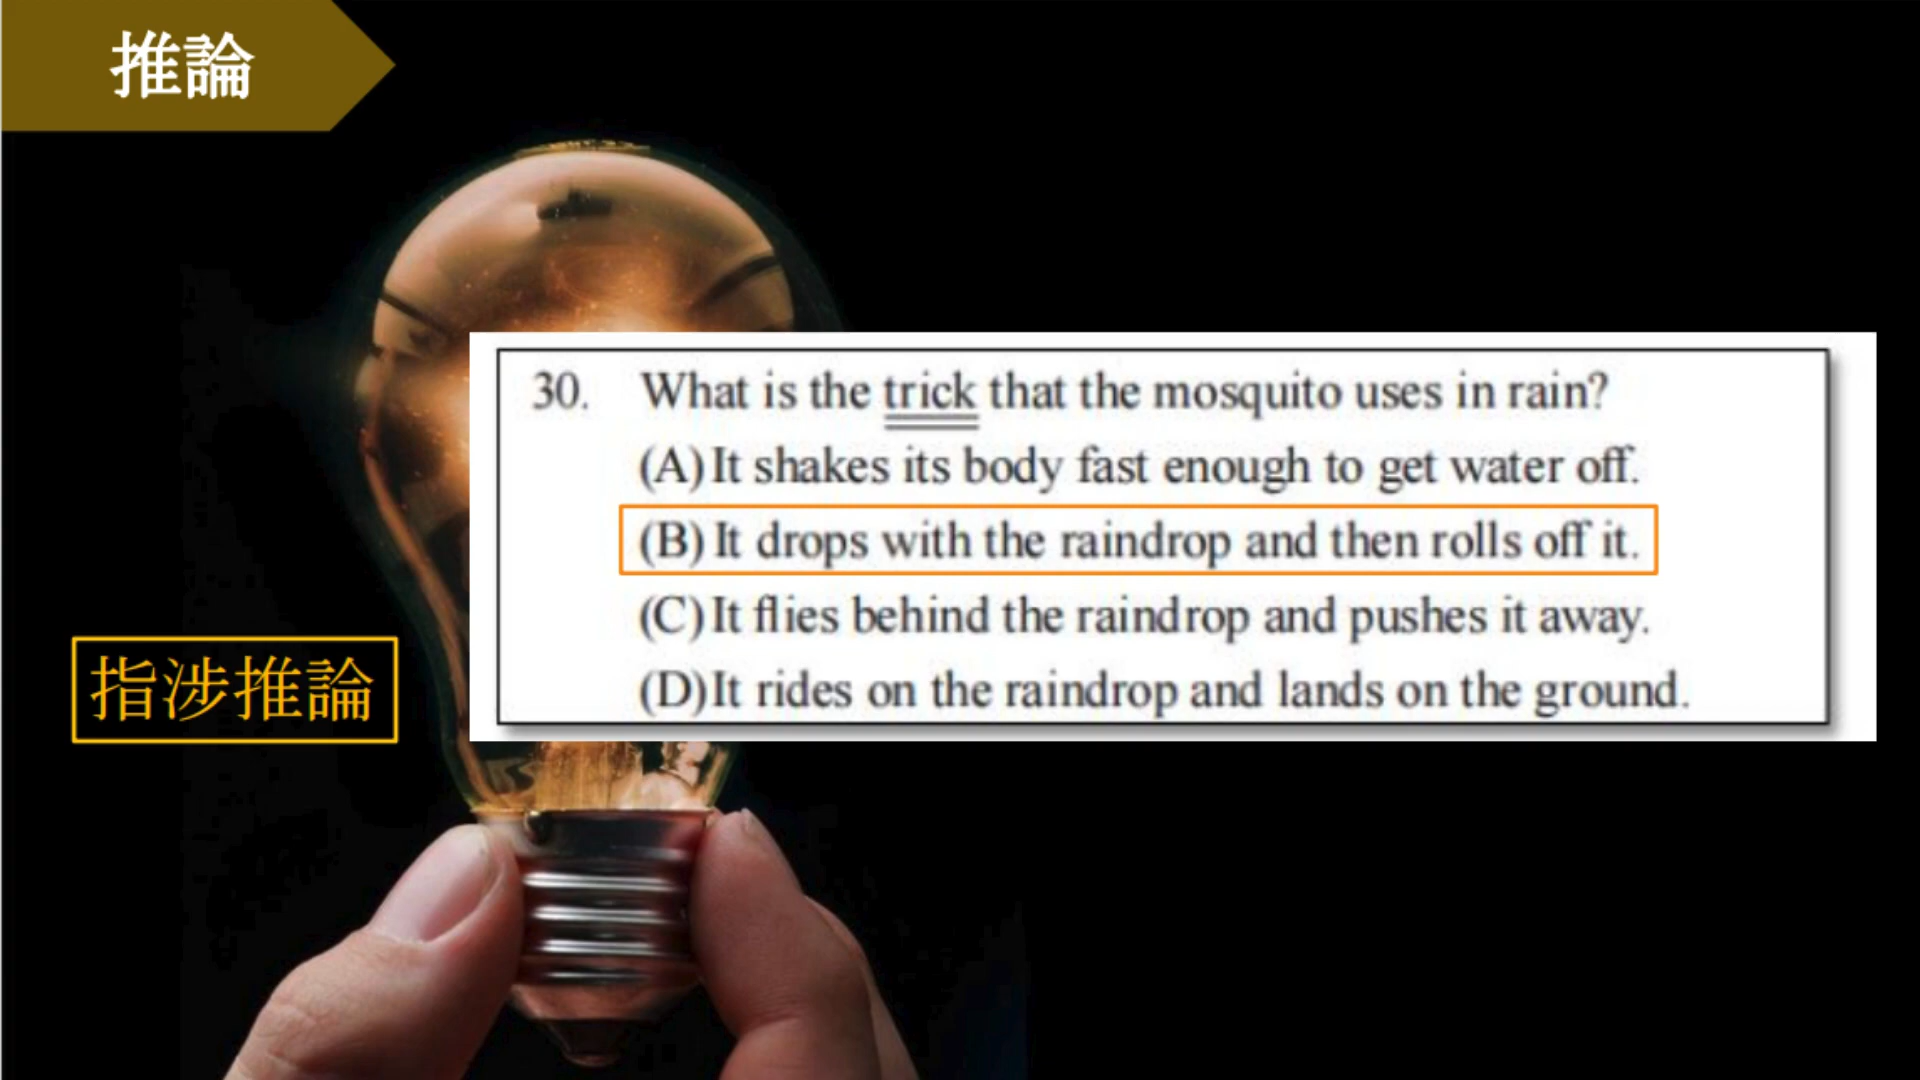 推論
30. What is the trick that the mosquito uses in rain?
(A) It shakes its body fast enough to get water off.
(B) It drops with the raindrop and then rolls off it.
(C) It flies behind the raindrop and pushes it away.
(D) It rides on the raindrop and lands on the ground.
指涉推論